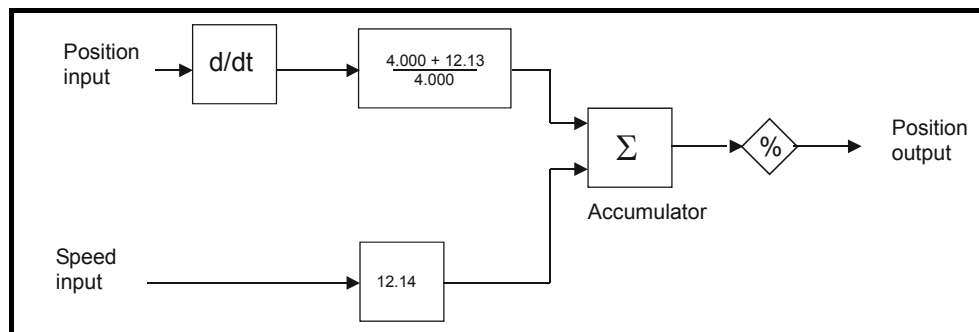 Position
input
d/dt
4.000 + 12.13
4.000
Σ
Accumulator
%
Position
output
Speed
input
12.14